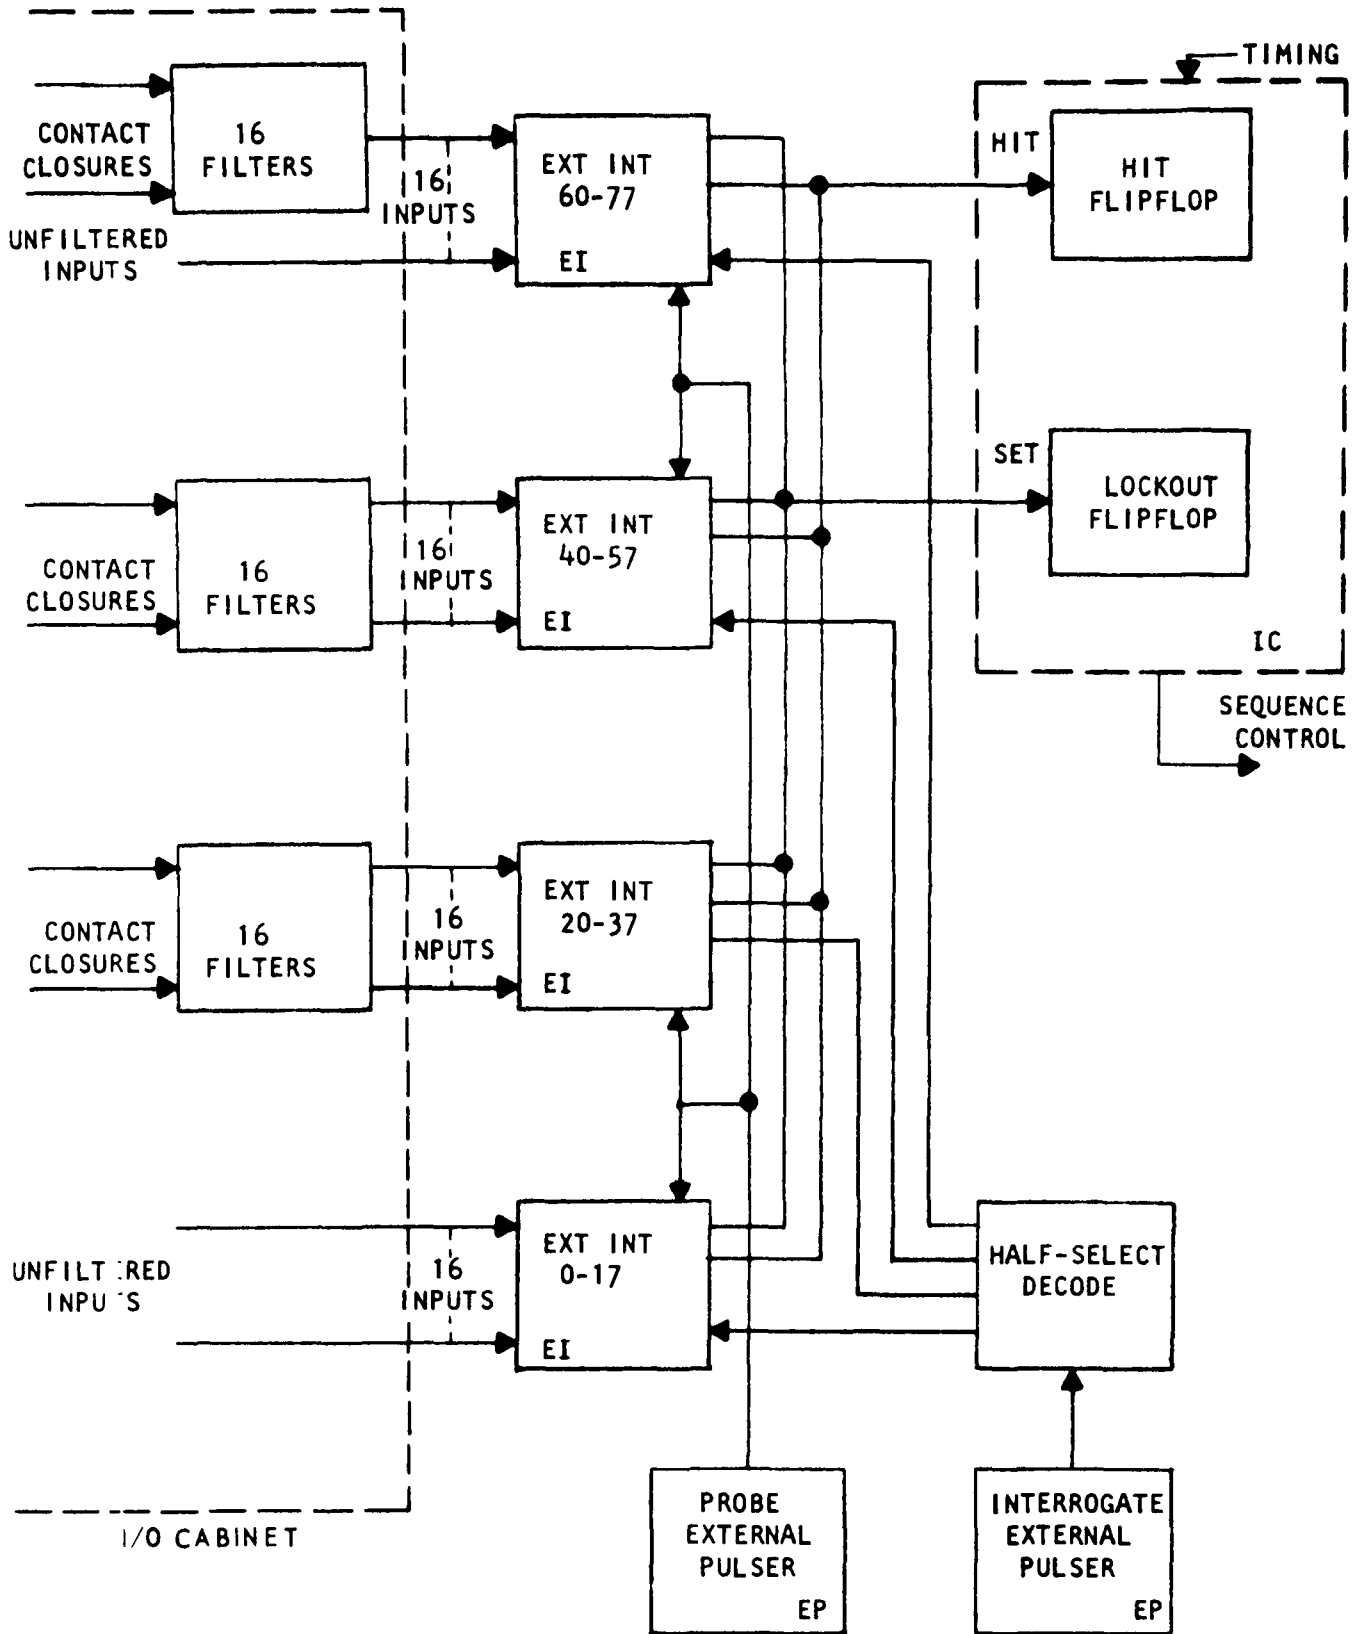 TIMING
CONTACT
CLOSURES
16
FILTERS
16
INPUTS
EXT INT
60-77
EI
UNFILTERED
INPUTS
HIT
HIT
FLIPFLOP
SET
LOCKOUT
FLIPFLOP
IC
SEQUENCE
CONTROL
CONTACT
CLOSURES
16
FILTERS
16
INPUTS
EXT INT
40-57
EI
CONTACT
CLOSURES
16
FILTERS
16
INPUTS
EXT INT
20-37
EI
INPUTS
16
INPUTS
EXT INT
0-17
EI
HALF-SELECT
DECODE
I/O CABINET
PROBE
EXTERNAL
PULSER
EP
INTERROGATE
EXTERNAL
PULSER
EP